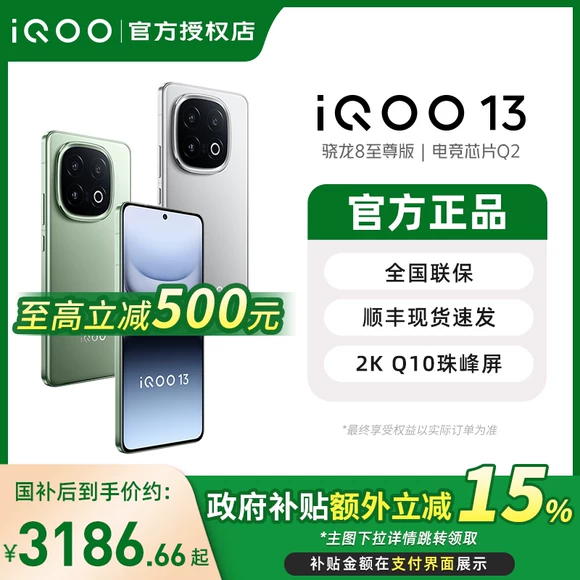 iQOO 官方授权店
iQOO 13
骁龙8至尊版 | 电竞芯片Q2
官方正品
全国联保
顺丰现货速发
2K Q10珠峰屏
*最终享受权益以实际订单为准
至高立减500元
iQOO
iQOO 13
国补后到手价约：
¥3186.66起
政府补贴额外立减15%
*主图下拉详情跳转领取
补贴金额在支付界面展示